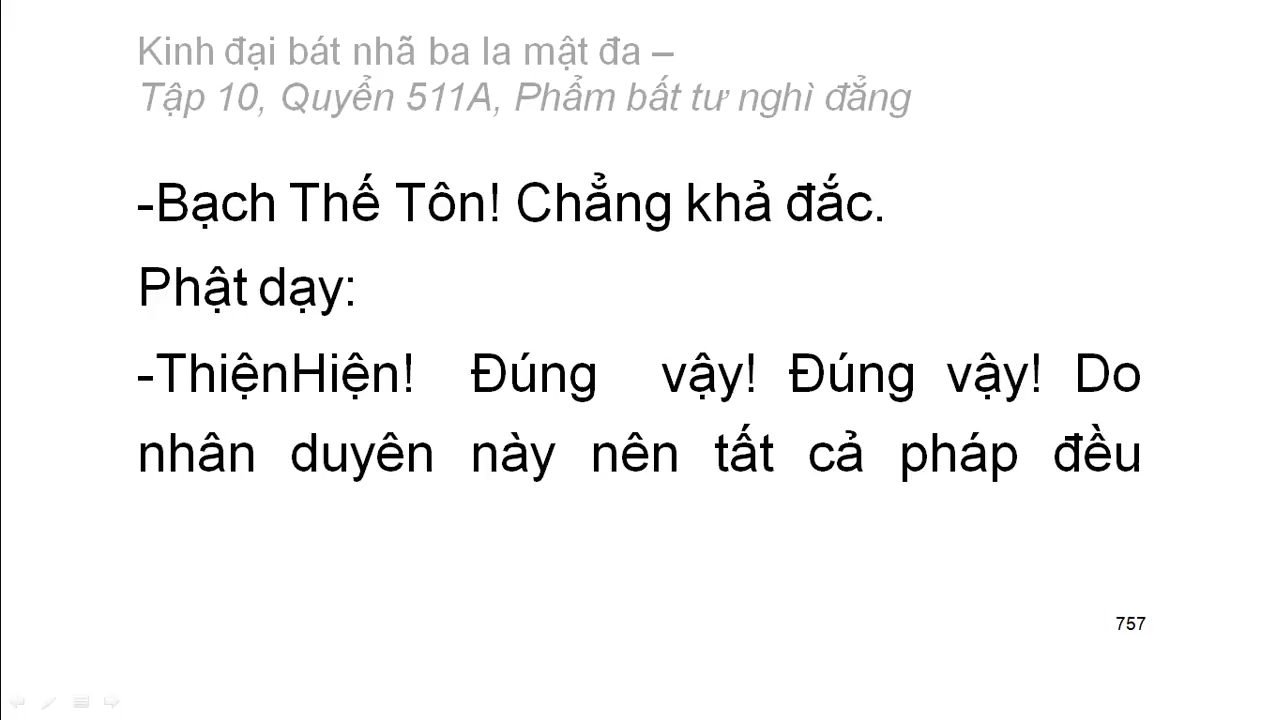 Kinh đại bát nhã ba la mật đa –
Tập 10, Quyển 511A, Phẩm bất tư nghì đẳng
-Bạch Thế Tôn! Chẳng khả đắc.
Phật dạy:
-ThiệnHiện! Đúng vậy! Đúng vậy! Do
nhân duyên này nên tất cả pháp đều
757